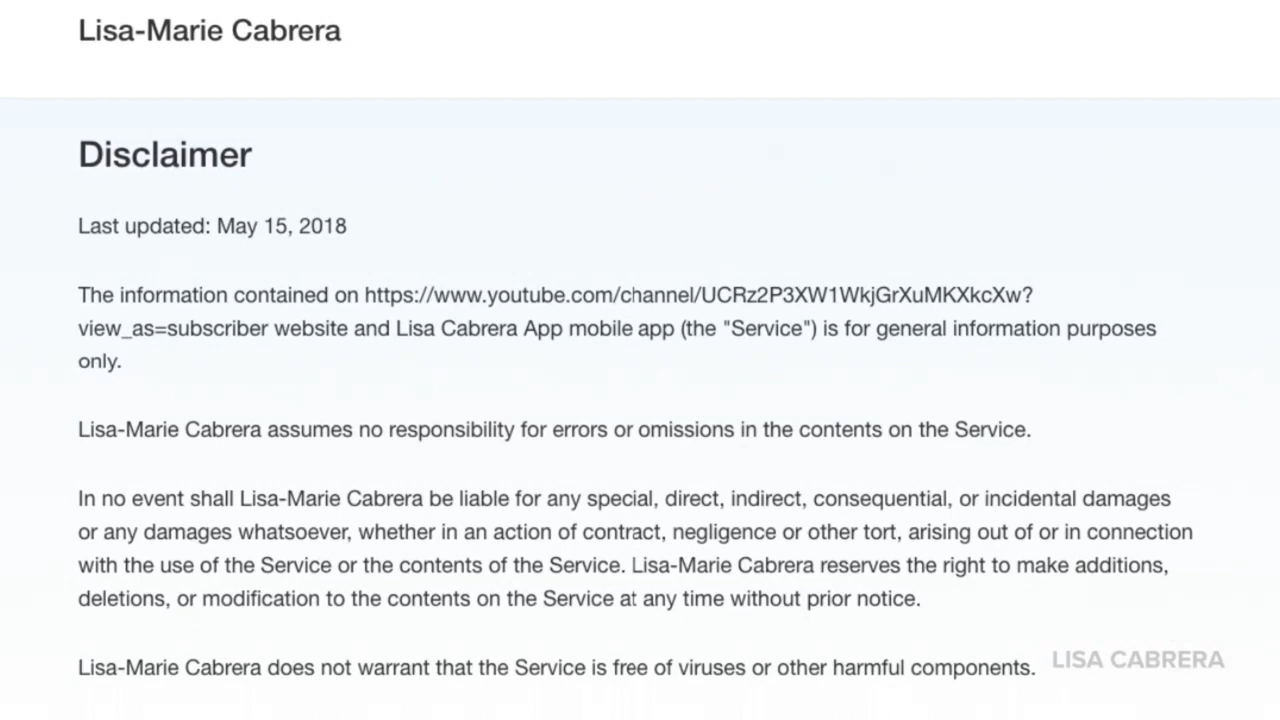 Lisa-Marie Cabrera
Disclaimer
Last updated: May 15, 2018
The information contained on https://www.youtube.com/channel/UCRz2P3XW1WkjGrXuMKXkcXw?
view_as=subscriber website and Lisa Cabrera App mobile app (the "Service") is for general information purposes
only.
Lisa-Marie Cabrera assumes no responsibility for errors or omissions in the contents on the Service.
In no event shall Lisa-Marie Cabrera be liable for any special, direct, indirect, consequential, or incidental damages
or any damages whatsoever, whether in an action of contract, negligence or other tort, arising out of or in connection
with the use of the Service or the contents of the Service. Lisa-Marie Cabrera reserves the right to make additions,
deletions, or modification to the contents on the Service at any time without prior notice.
Lisa-Marie Cabrera does not warrant that the Service is free of viruses or other harmful components.
LISA CABRERA